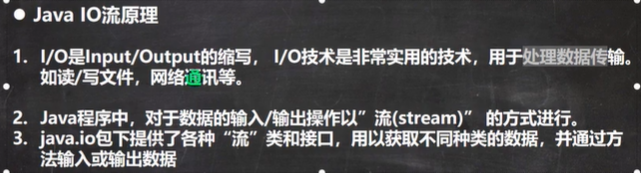 ● Java IO流原理
1. I/O是Input/Output的缩写， I/O技术是非常实用的技术，用于处理数据传输。
如读/写文件，网络通讯等。
2. Java程序中，对于数据的输入/输出操作以”流(stream)” 的方式进行。
3. java.io包下提供了各种“流”类和接口，用以获取不同种类的数据，并通过方
法输入或输出数据